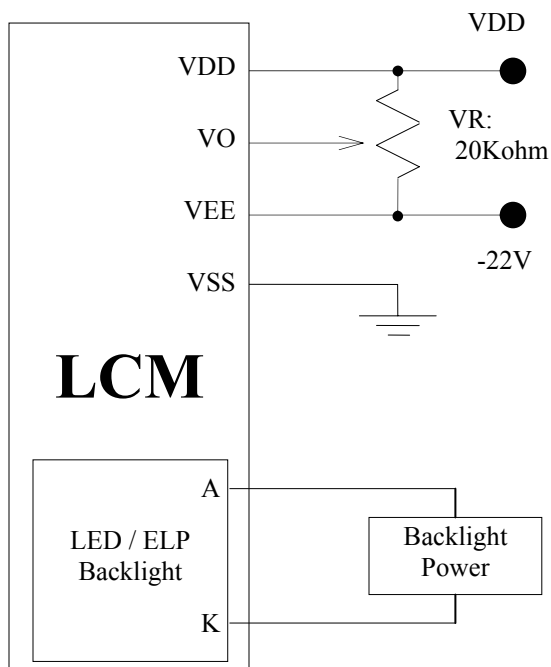 VDD
VDD
VO
VR:
20Kohm
VEE
-22V
VSS
LCM
A
LED / ELP
Backlight
Backlight
Power
K